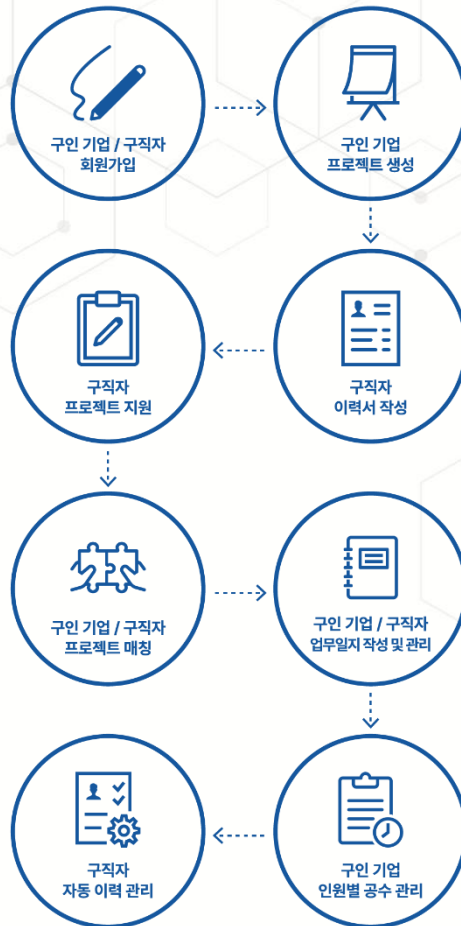 구인 기업 / 구직자
회원가입
구인 기업
프로젝트 생성
구직자
이력서 작성
구직자
프로젝트 지원
구인 기업 / 구직자
프로젝트 매칭
구인 기업 / 구직자
업무일지 작성 및 관리
구인 기업
인원별 공수 관리
구직자
자동 이력 관리